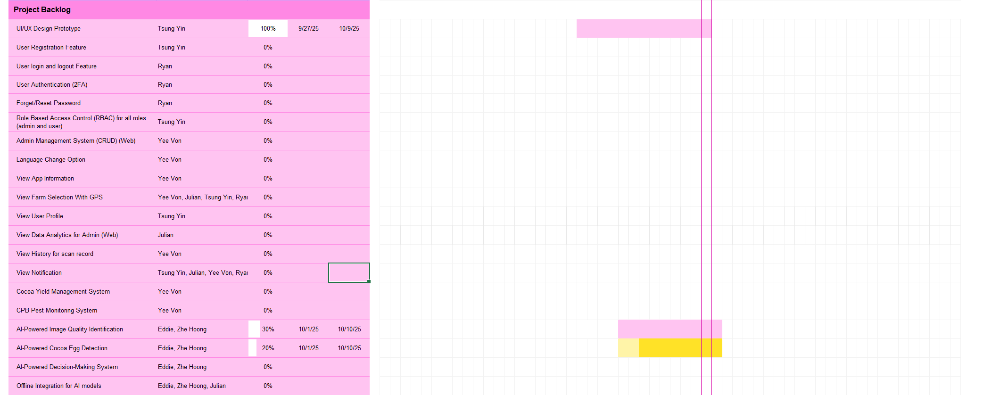 Project Backlog
UI/UX Design Prototype Tsung Yin 100% 9/27/25 10/9/25
User Registration Feature Tsung Yin 0%
User login and logout Feature Ryan 0%
User Authentication (2FA) Ryan 0%
Forget/Reset Password Ryan 0%
Role Based Access Control (RBAC) for all roles
(admin and user) Tsung Yin 0%
Admin Management System (CRUD) (Web) Yee Von 0%
Language Change Option Yee Von 0%
View App Information Yee Von 0%
View Farm Selection With GPS Yee Von, Julian, Tsung Yin, Ryan 0%
View User Profile Tsung Yin 0%
View Data Analytics for Admin (Web) Julian 0%
View History for scan record Yee Von 0%
View Notification Tsung Yin, Julian, Yee Von, Ryan 0%
Cocoa Yield Management System Yee Von 0%
CPB Pest Monitoring System Yee Von 0%
AI-Powered Image Quality Identification Eddie, Zhe Hoong 30% 10/1/25 10/10/25
AI-Powered Cocoa Egg Detection Eddie, Zhe Hoong 20% 10/1/25 10/10/25
AI-Powered Decision-Making System Eddie, Zhe Hoong 0%
Offline Integration for AI models Eddie, Zhe Hoong, Julian 0%